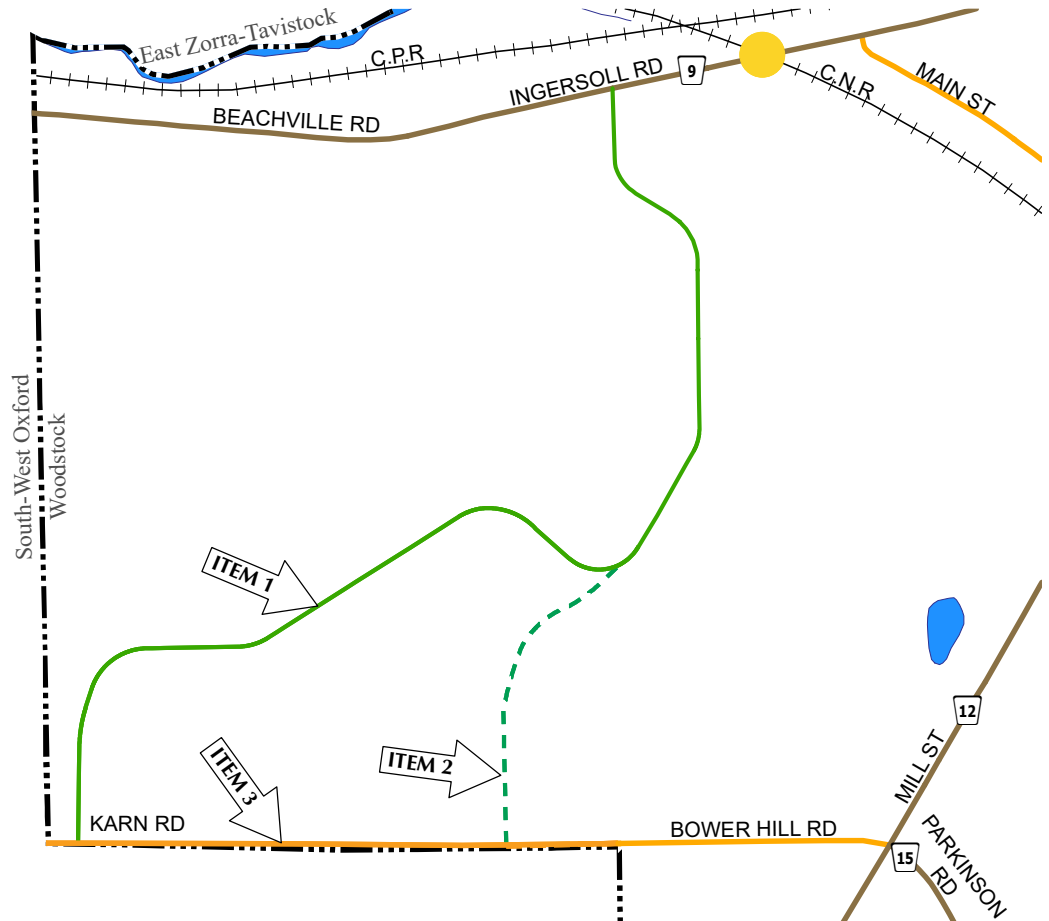 East Zorra-Tavistock
C.P.R
INGERSOLL RD
9
C.N.R
MAIN ST
BEACHVILLE RD
South-West Oxford
Woodstock
ITEM 1
ITEM 2
ITEM 3
12
MILL ST
KARN RD
BOWER HILL RD
15
PARKINSON
RD